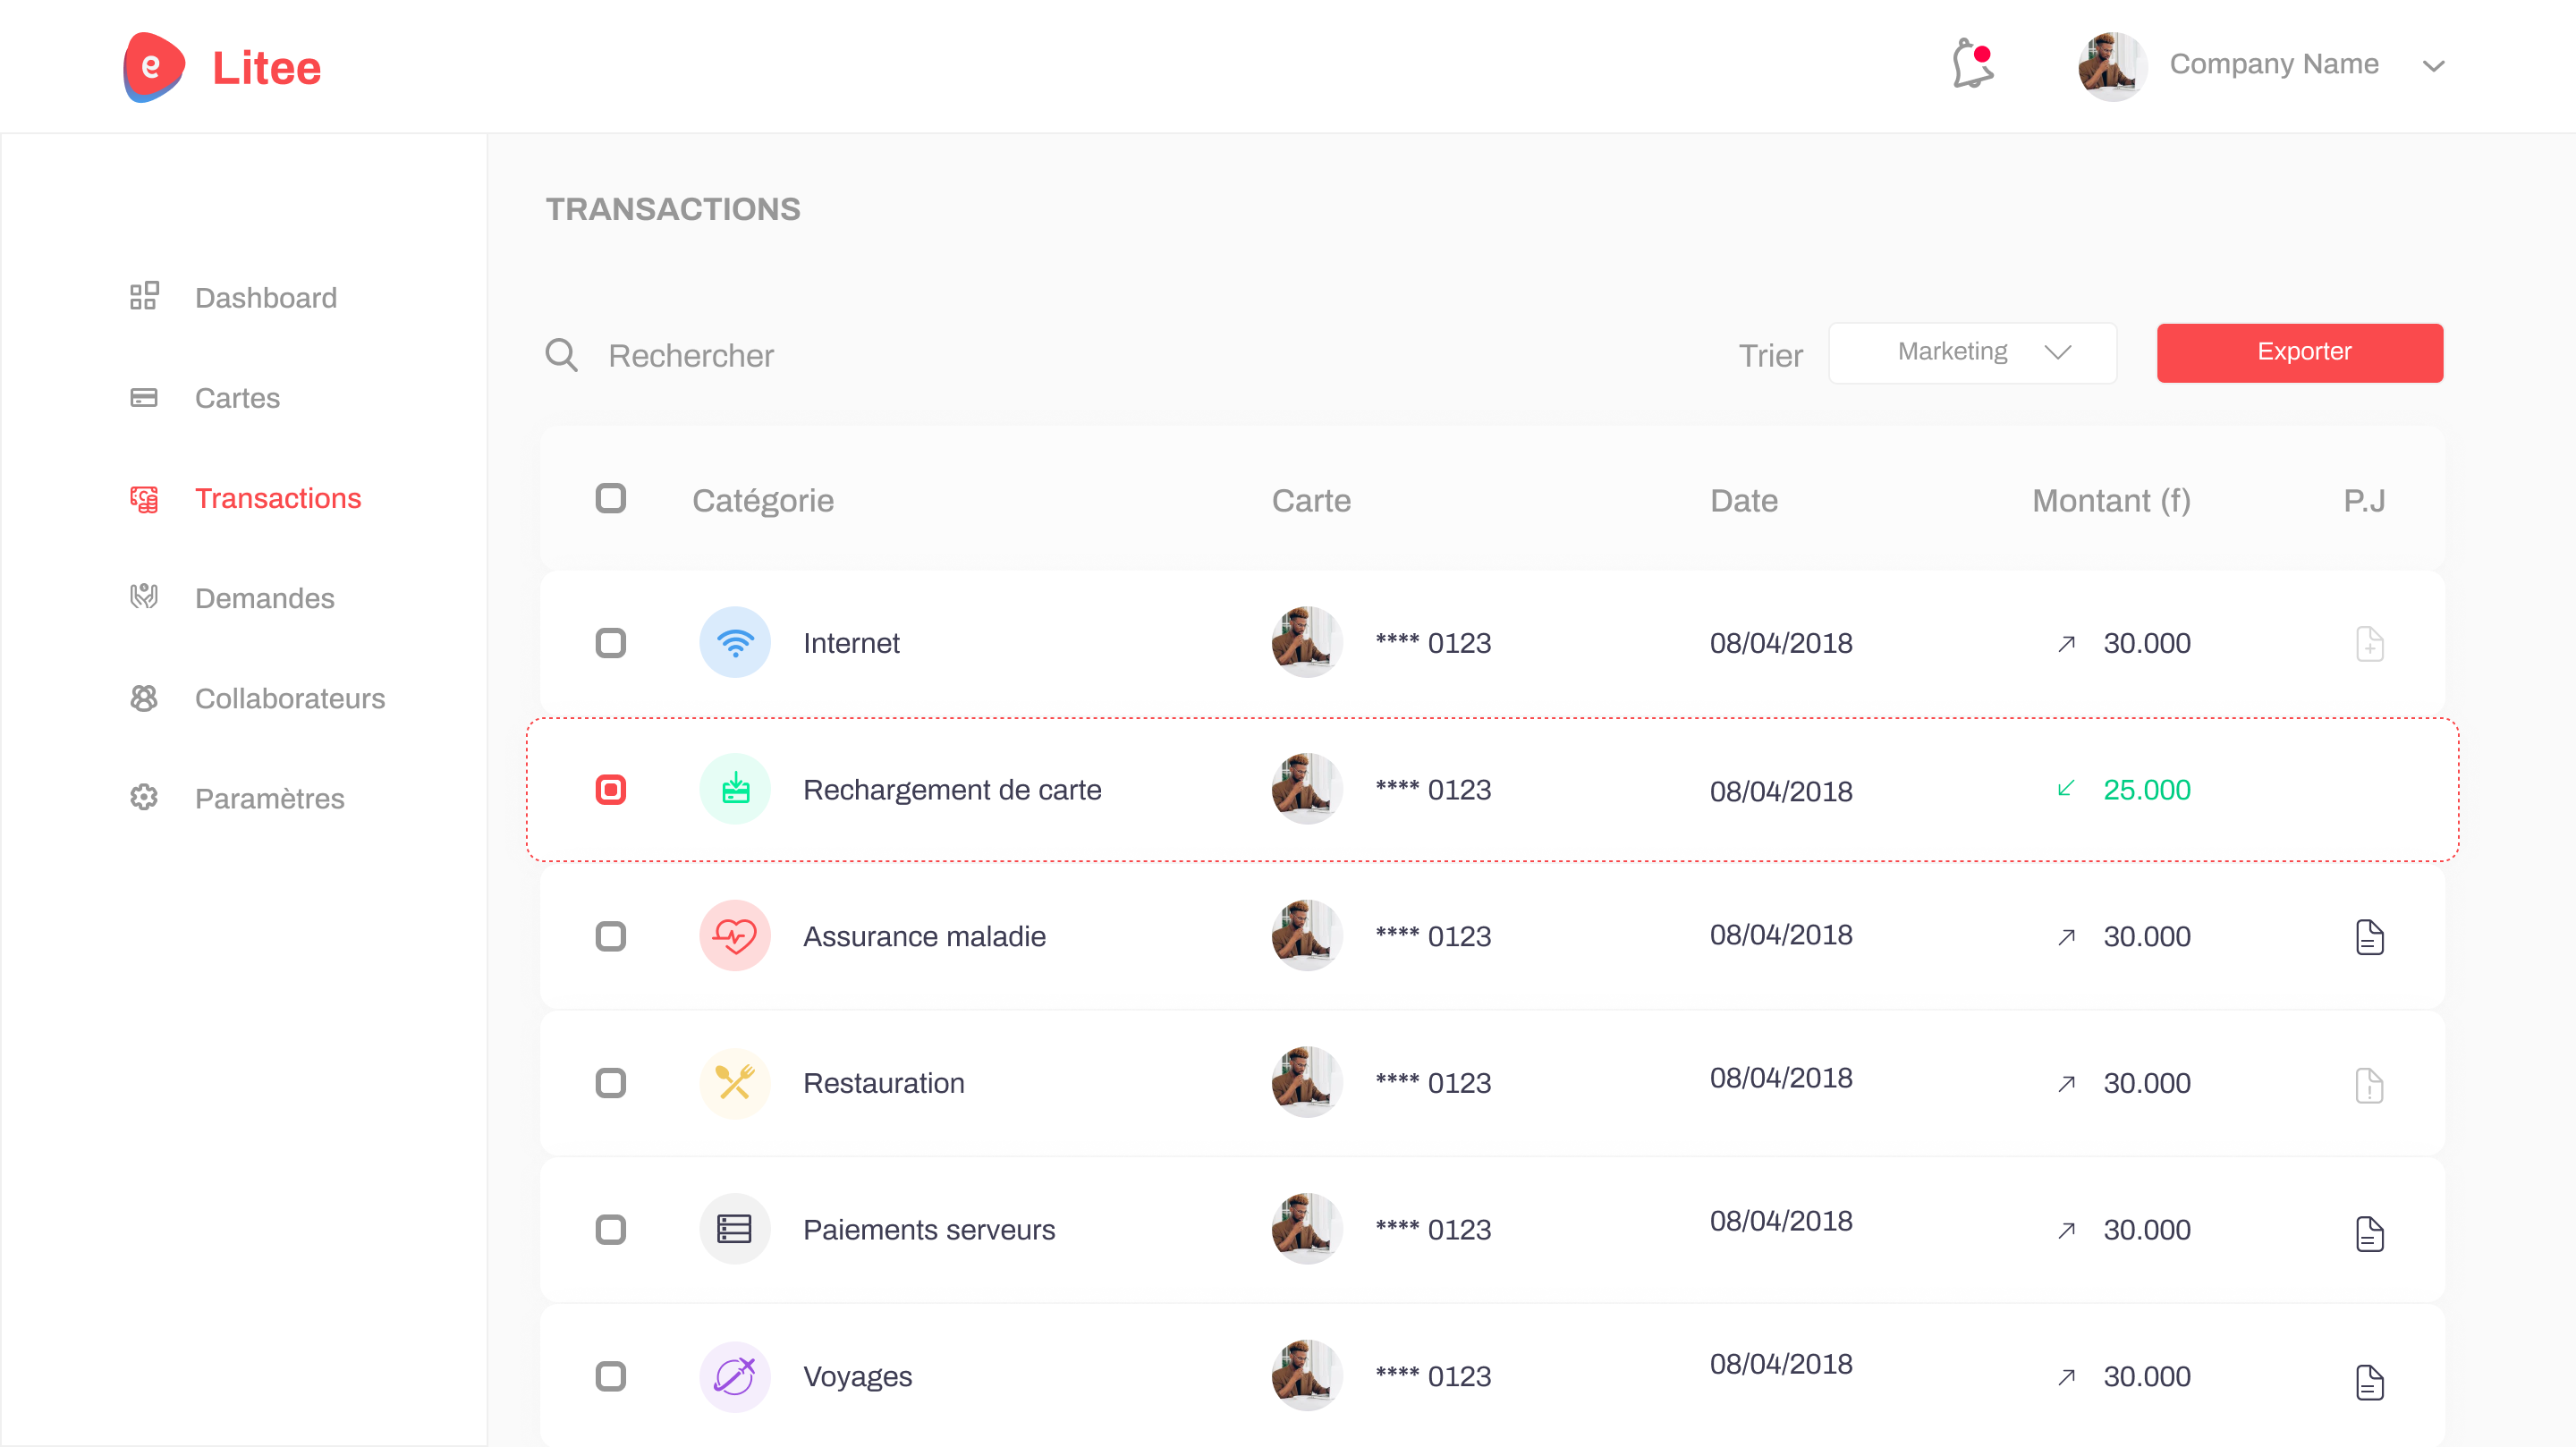 e Litee
Company Name
TRANSACTIONS
Dashboard
Cartes
Transactions
Demandes
Collaborateurs
Paramètres
Rechercher
Trier
Marketing
Exporter
Catégorie Carte Date Montant (f) P.J
Internet **** 0123 08/04/2018 30.000
Rechargement de carte **** 0123 08/04/2018 25.000
Assurance maladie **** 0123 08/04/2018 30.000
Restauration **** 0123 08/04/2018 30.000
Paiements serveurs **** 0123 08/04/2018 30.000
Voyages **** 0123 08/04/2018 30.000